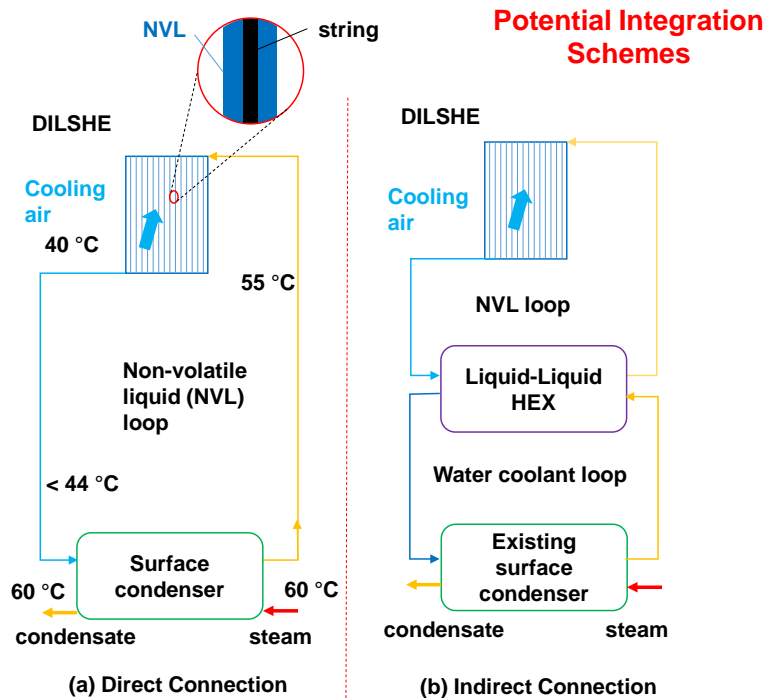 Potential Integration
Schemes
NVL
string
DILSHE
Cooling
air
40 °C
55 °C
Non-volatile
liquid (NVL)
loop
< 44 °C
Surface
condenser
60 °C
60 °C
condensate
steam
(a) Direct Connection
DILSHE
Cooling
air
NVL loop
Liquid-Liquid
HEX
Water coolant loop
Existing
surface
condenser
condensate
steam
(b) Indirect Connection